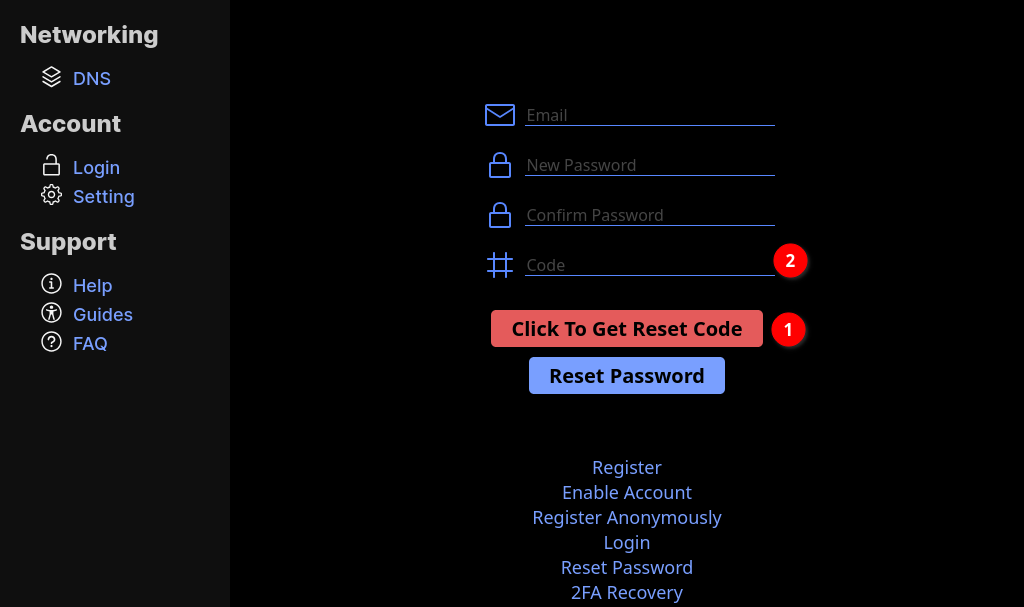 Networking
DNS
Account
Login
Setting
Support
Help
Guides
FAQ
Email
New Password
Confirm Password
Code
2
Click To Get Reset Code
1
Reset Password
Register
Enable Account
Register Anonymously
Login
Reset Password
2FA Recovery